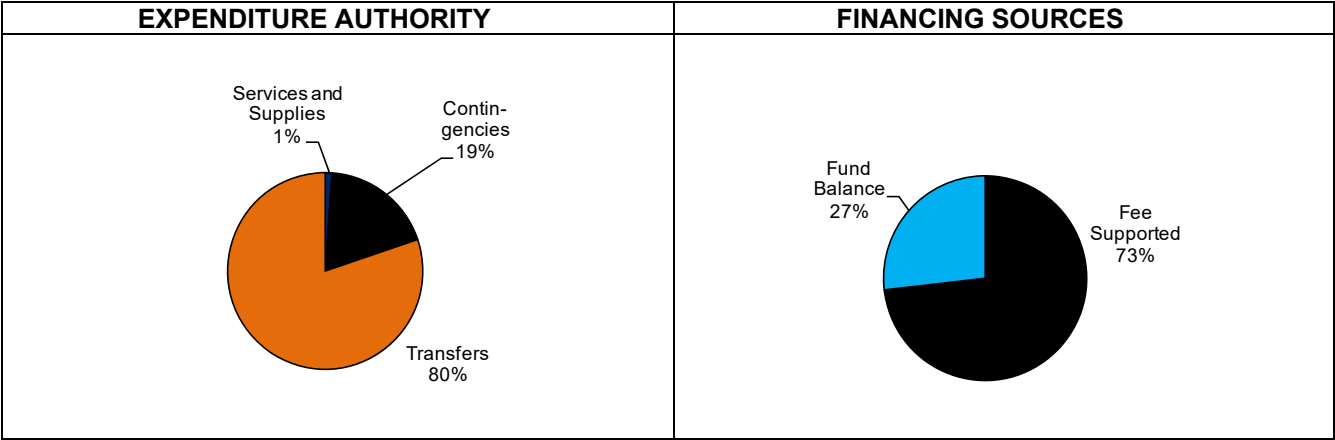 EXPENDITURE AUTHORITY
FINANCING SOURCES
Services and
Supplies
1%
Contin-
gencies
19%
Transfers
80%
Fund
Balance
27%
Fee
Supported
73%